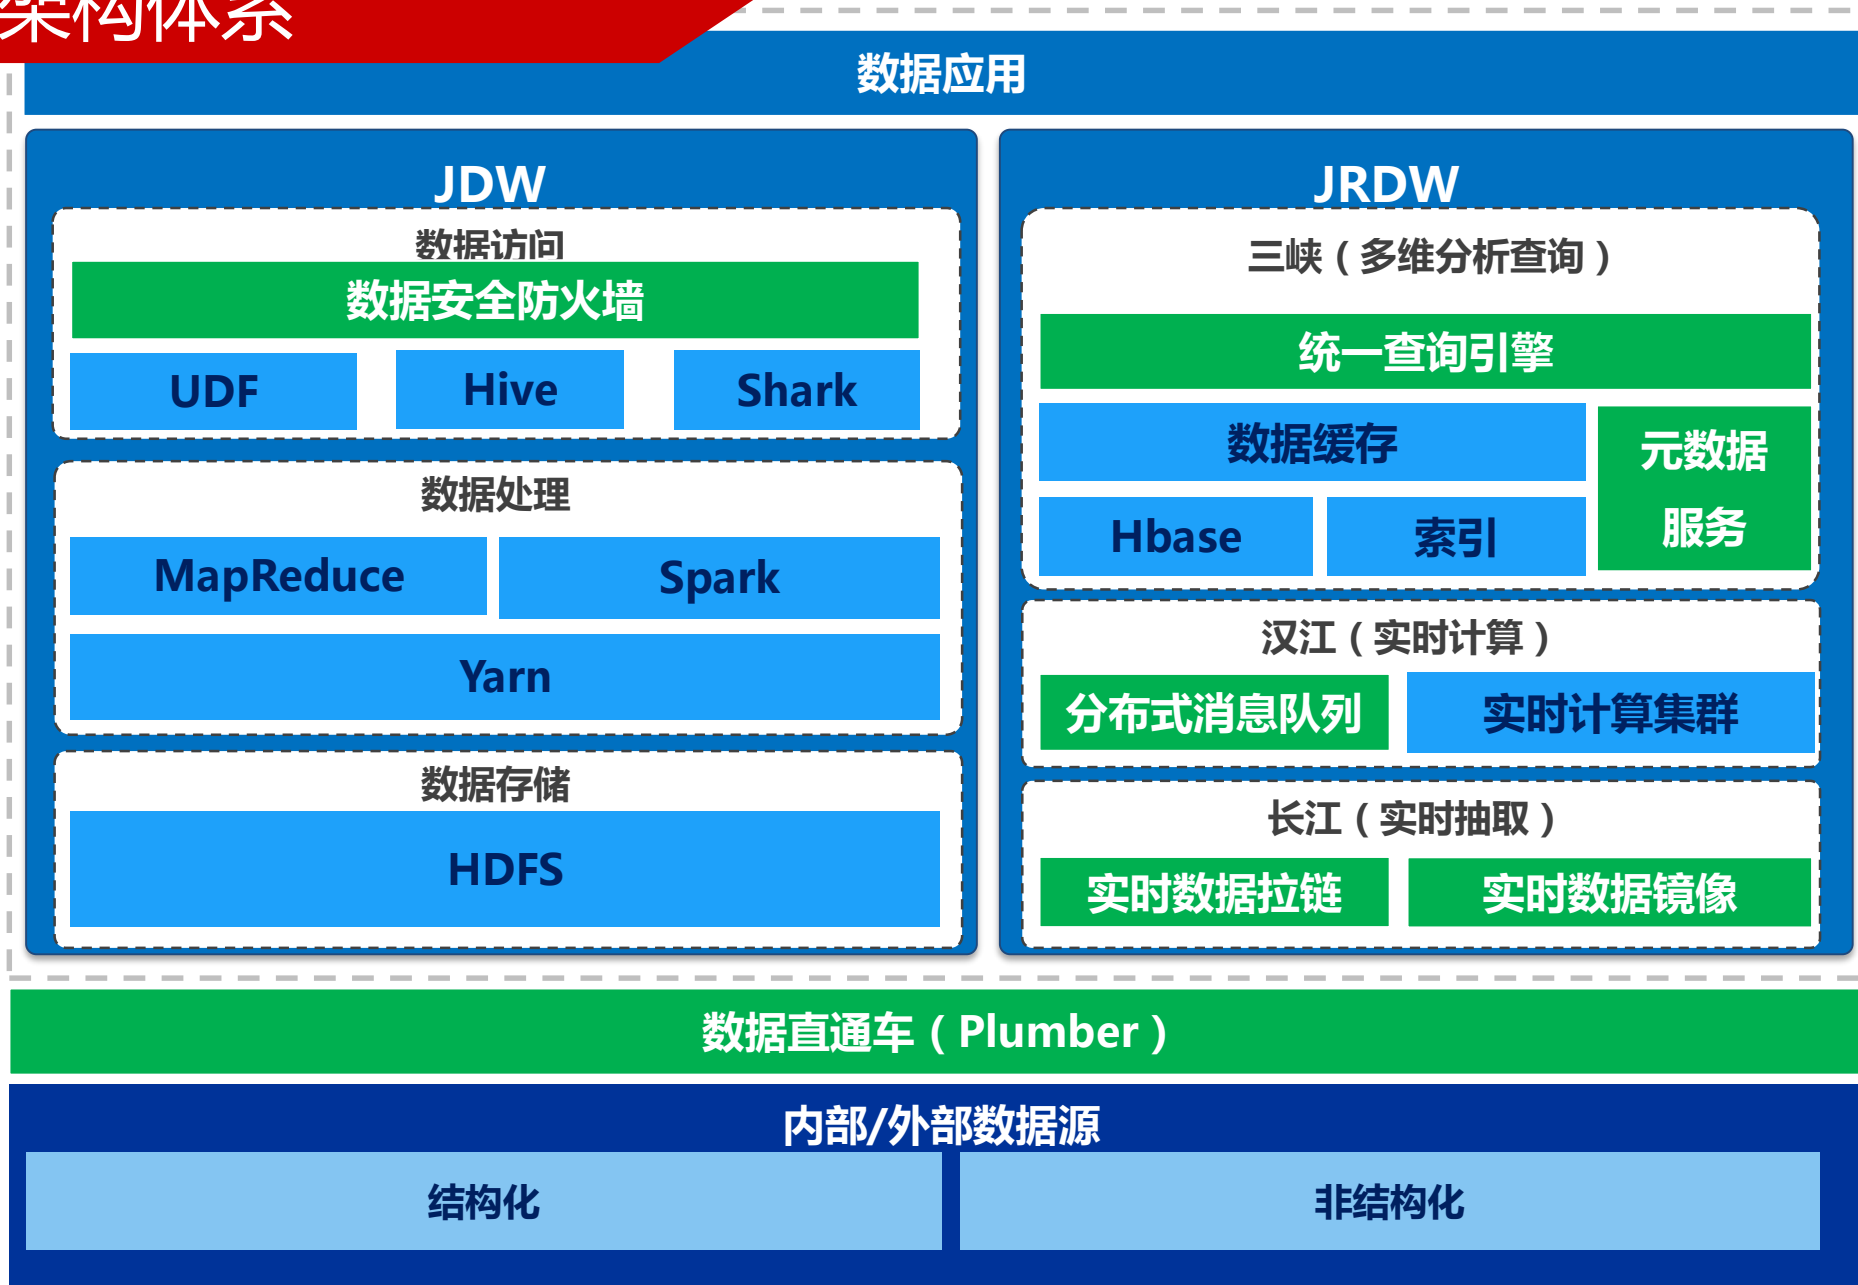 架构体系
数据应用
JDW
数据访问
数据安全防火墙
UDF
Hive
Shark
数据处理
MapReduce
Spark
Yarn
数据存储
HDFS
JRDW
三峡（多维分析查询）
统一查询引擎
数据缓存
元数据
服务
Hbase
索引
汉江（实时计算）
分布式消息队列
实时计算集群
长江（实时抽取）
实时数据拉链
实时数据镜像
数据直通车（Plumber）
内部/外部数据源
结构化
非结构化